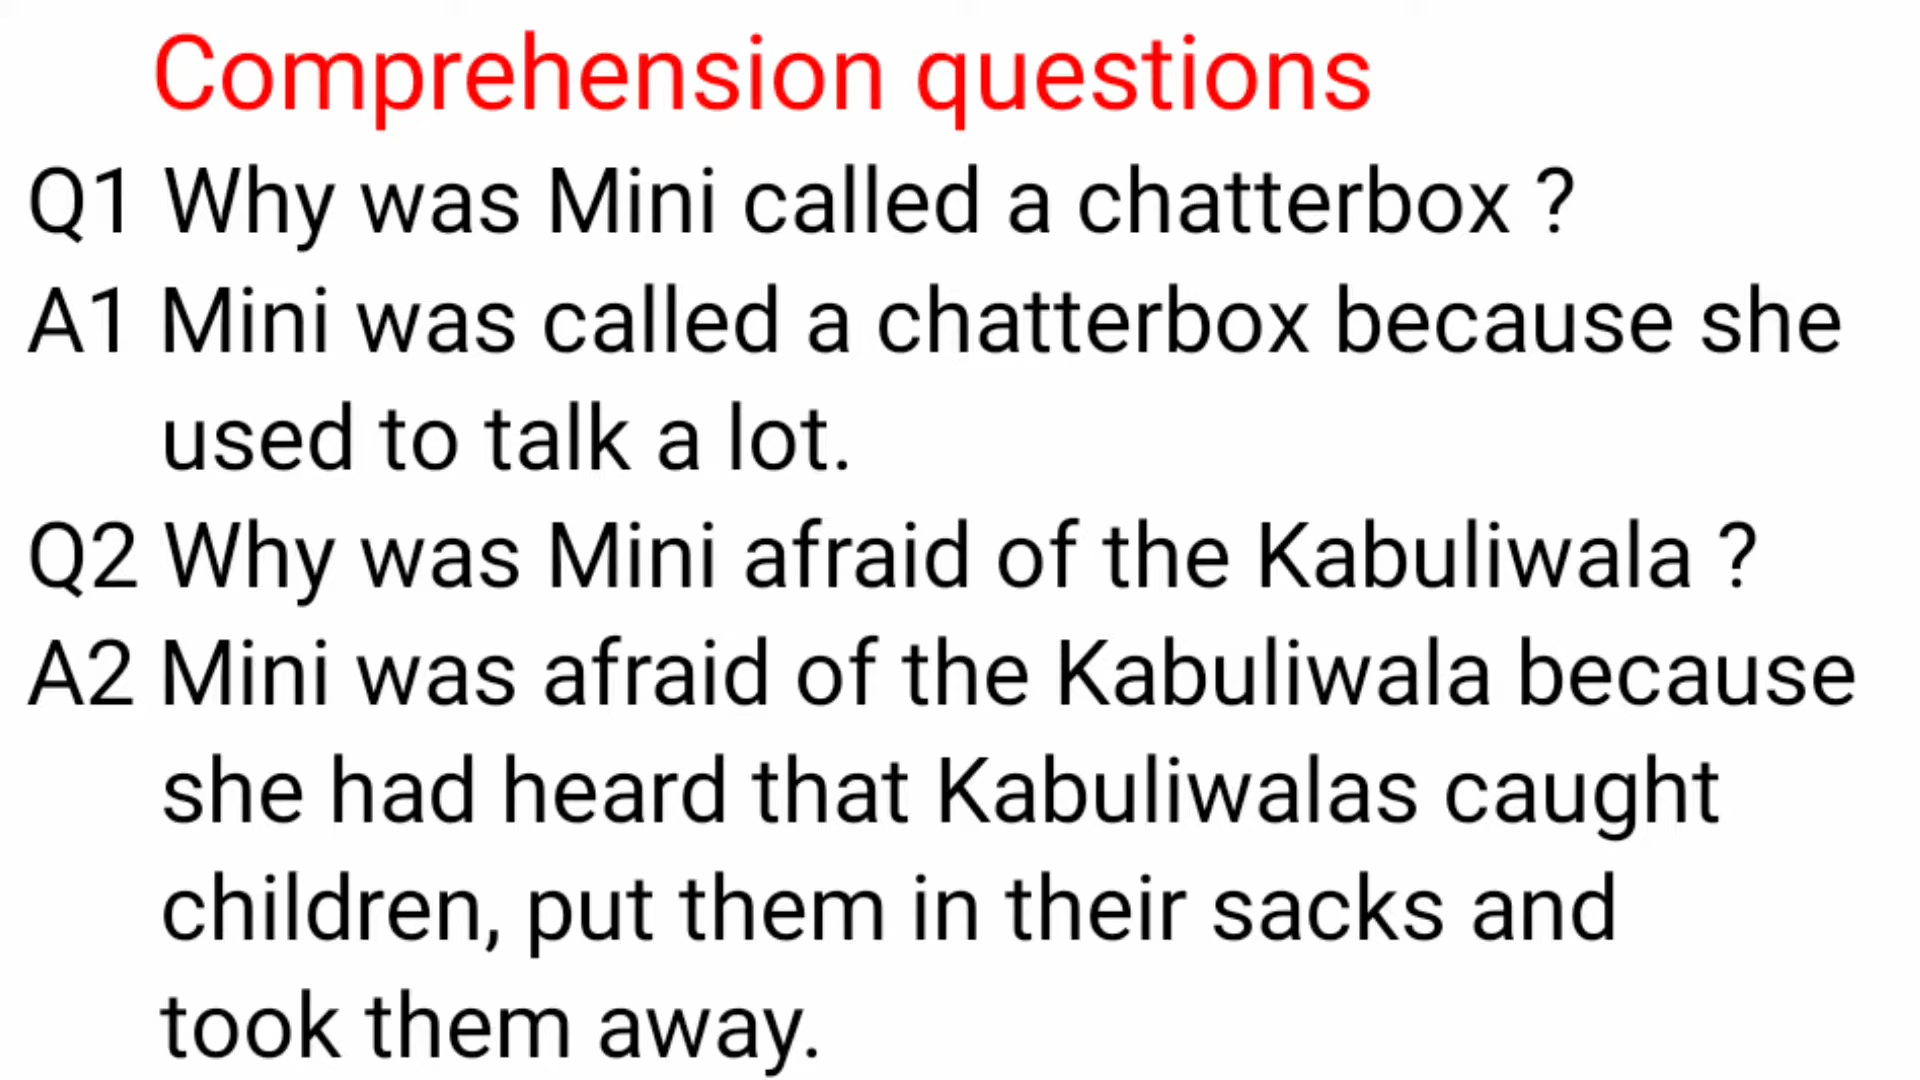 Comprehension questions
Q1 Why was Mini called a chatterbox ?
A1 Mini was called a chatterbox because she
used to talk a lot.
Q2 Why was Mini afraid of the Kabuliwala ?
A2 Mini was afraid of the Kabuliwala because
she had heard that Kabuliwalas caught
children, put them in their sacks and
took them away.